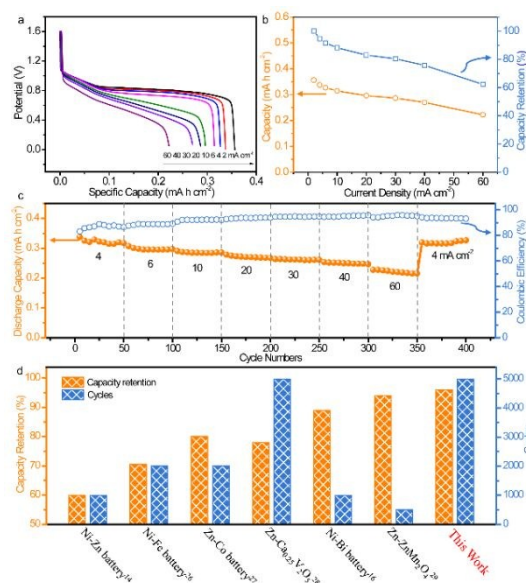 a
Potential (V)
1.6
1.2
0.8
0.4
0.0
60 40 30 20 10 6 4 2 mA cm⁻²
0.0 0.1 0.2 0.3 0.4
Specific Capacity (mA h cm⁻²)
b
Capacity (mA h cm⁻²)
0.6
0.5
0.4
0.3
0.2
0.1
0.0
Capacity Retention (%)
100
80
60
40
20
0
0 10 20 30 40 50 60
Current Density (mA cm⁻²)
c
Discharge Capacity (mA h cm⁻²)
0.4
0.3
0.2
0.1
0.0
4
6
10
20
30
40
60
4 mA cm⁻²
Coulombic Efficiency (%)
100
80
60
40
20
0
0 50 100 150 200 250 300 350 400
Cycle Numbers
d
Capacity Retention (%)
100
90
80
70
60
50
Capacity retention
Cycles
5000
4000
3000
2000
1000
0
Ni-Zn battery¹⁴
Ni-Fe battery²⁶
Zn-Co battery²⁷
Ni-Bi battery¹⁶
This Work